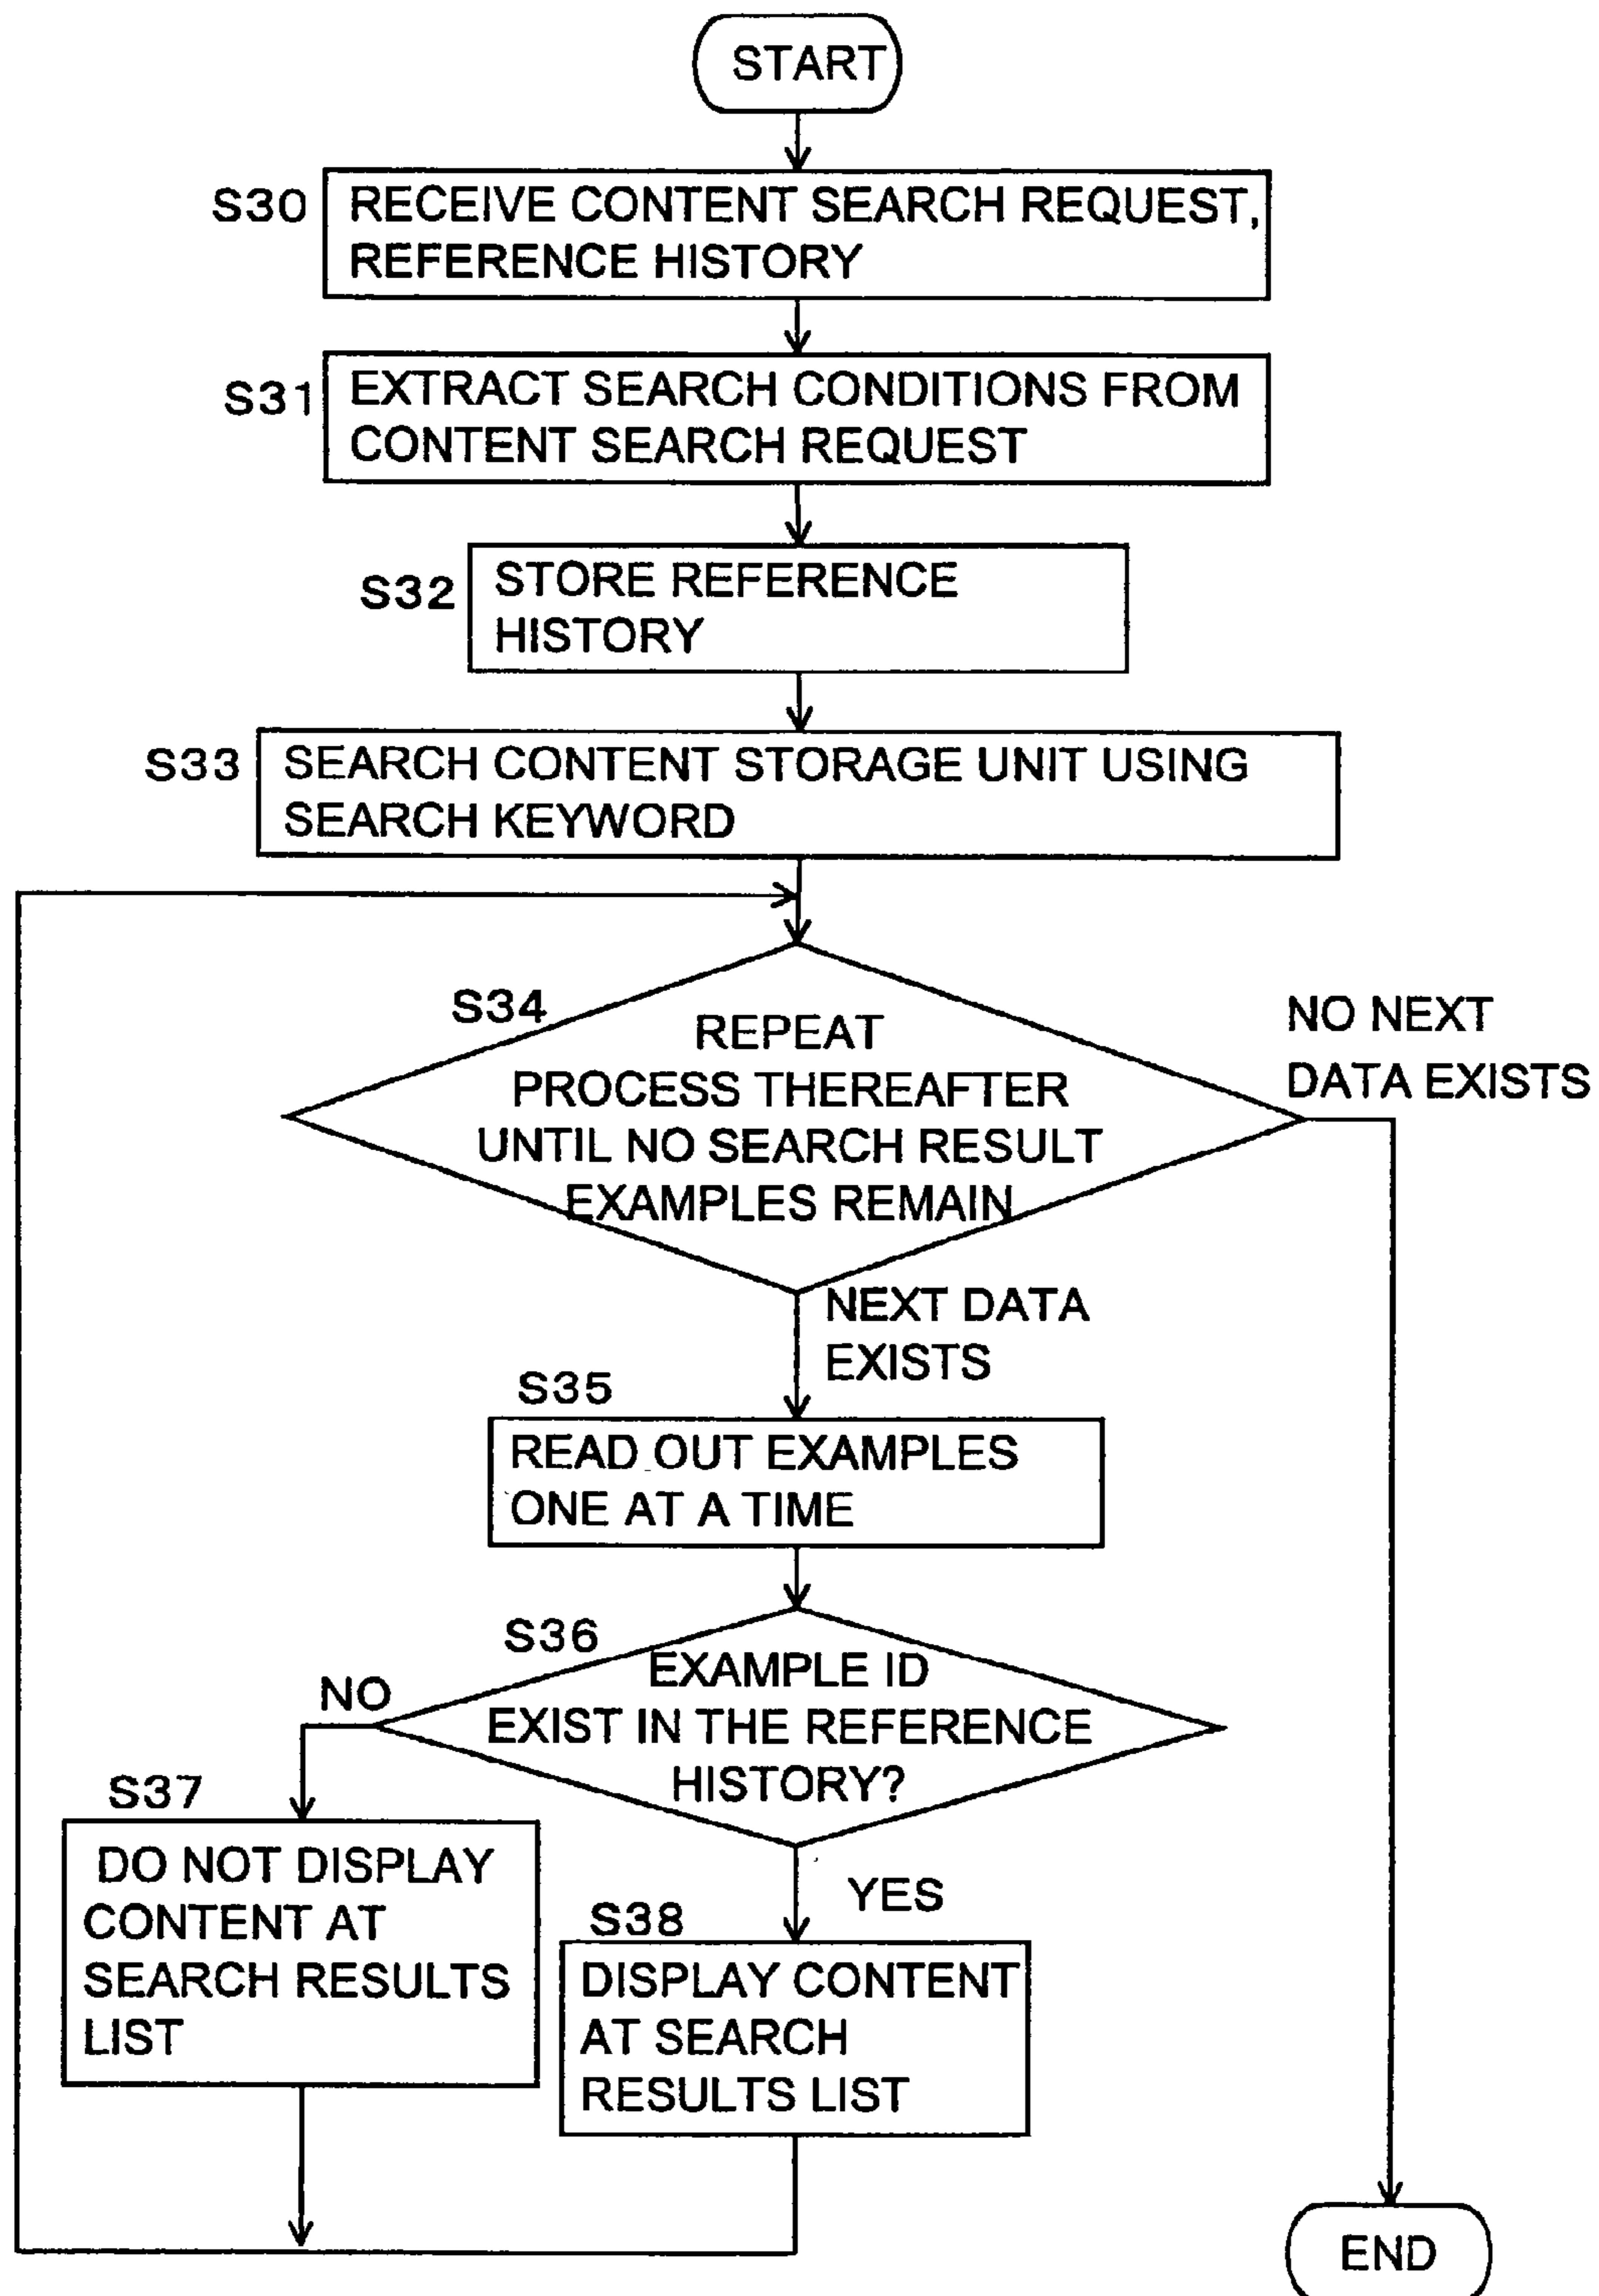 START
S30
RECEIVE CONTENT SEARCH REQUEST,
REFERENCE HISTORY
S31
EXTRACT SEARCH CONDITIONS FROM
CONTENT SEARCH REQUEST
S32
STORE REFERENCE
HISTORY
S33
SEARCH CONTENT STORAGE UNIT USING
SEARCH KEYWORD
S34
REPEAT
PROCESS THEREAFTER
UNTIL NO SEARCH RESULT
EXAMPLES REMAIN
NO NEXT
DATA EXISTS
NEXT DATA
EXISTS
S35
READ OUT EXAMPLES
ONE AT A TIME
S36
EXAMPLE ID
EXIST IN THE REFERENCE
HISTORY?
NO
S37
DO NOT DISPLAY
CONTENT AT
SEARCH RESULTS
LIST
YES
S38
DISPLAY CONTENT
AT SEARCH
RESULTS LIST
END